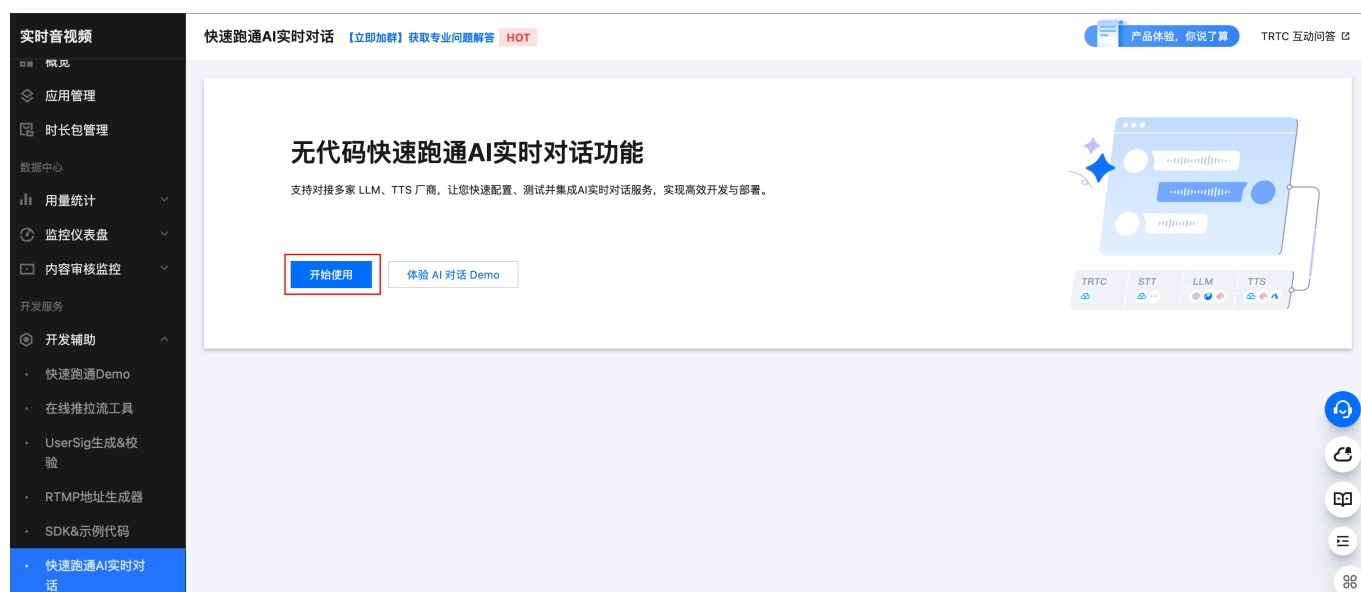 实时音视频
概览
应用管理
时长包管理
数据中心
用量统计
监控仪表盘
内容审核监控
开发服务
开发辅助
快速跑通Demo
在线推拉流工具
UserSig生成&校
验
RTMP地址生成器
SDK&示例代码
快速跑通AI实时对
话
快速跑通AI实时对话 【立即加群】获取专业问题解答 HOT
产品体验，你说了算 TRTC 互动问答
无代码快速跑通AI实时对话功能
支持对接多家 LLM、TTS 厂商，让您快速配置、测试并集成AI实时对话服务，实现高效开发与部署。
开始使用 体验 AI 对话 Demo
TRTC STT LLM TTS